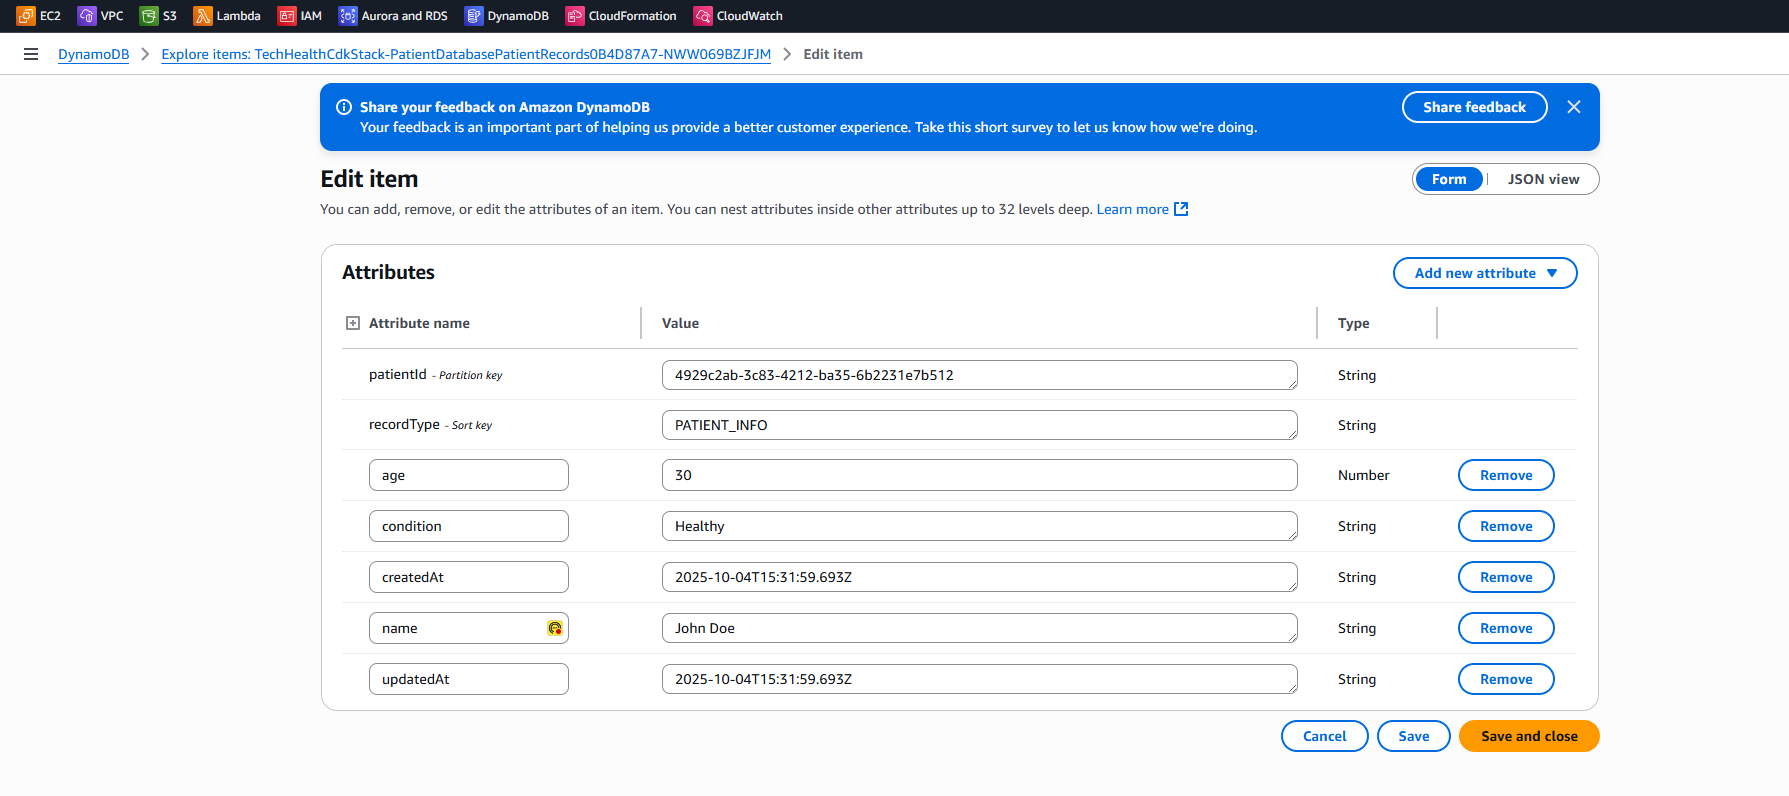 EC2 VPC S3 Lambda IAM Aurora and RDS DynamoDB CloudFormation CloudWatch
DynamoDB Explore items: TechHealthCdkStack-PatientDatabasePatientRecords0B4D87A7-NWW069BZJFJM Edit item
Share your feedback on Amazon DynamoDB
Your feedback is an important part of helping us provide a better customer experience. Take this short survey to let us know how we're doing.
Share feedback
Edit item
Form JSON view
You can add, remove, or edit the attributes of an item. You can nest attributes inside other attributes up to 32 levels deep. Learn more
Attributes
Add new attribute
Attribute name Value Type
patientId - Partition key 4929c2ab-3c83-4212-ba35-6b2231e7b512 String
recordType - Sort key PATIENT_INFO String
age 30 Number Remove
condition Healthy String Remove
createdAt 2025-10-04T15:31:59.693Z String Remove
name John Doe String Remove
updatedAt 2025-10-04T15:31:59.693Z String Remove
Cancel Save Save and close